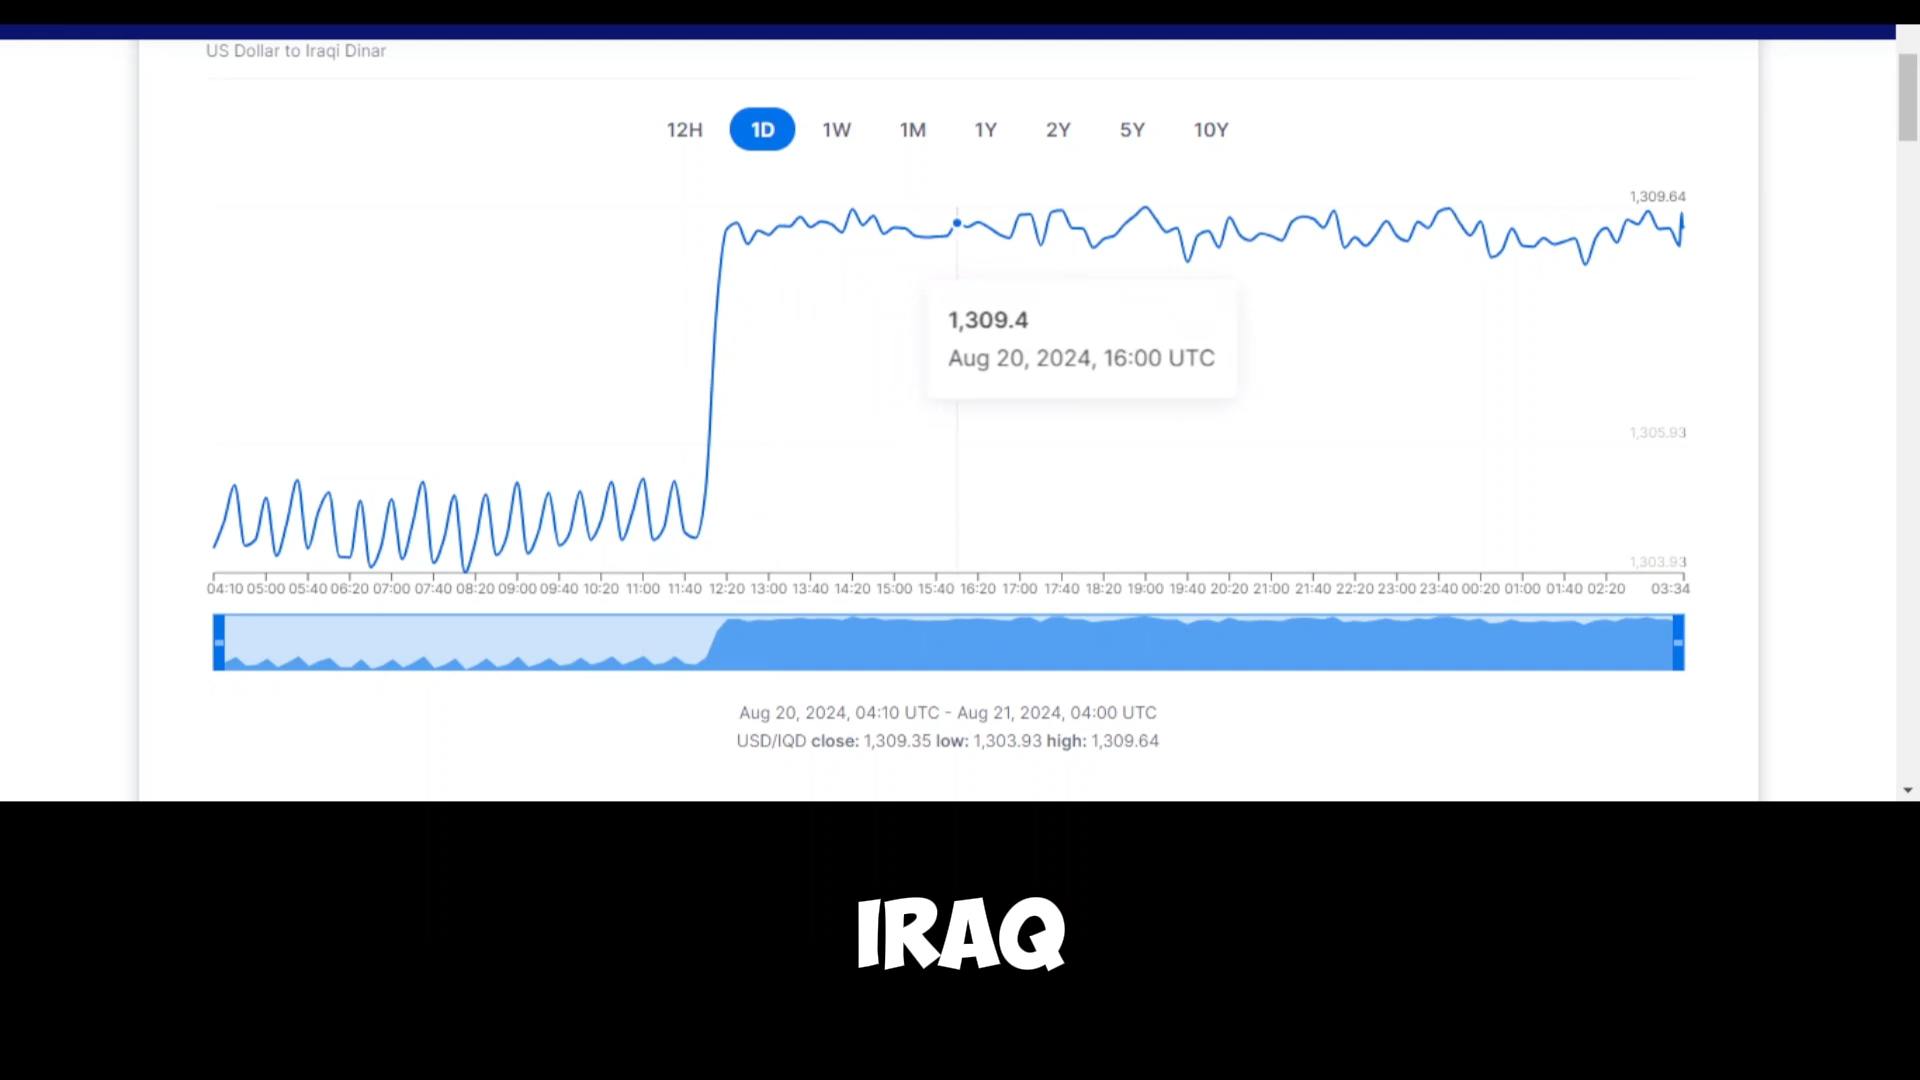 US Dollar to Iraqi Dinar
12H 1D 1W 1M 1Y 2Y 5Y 10Y
1,309.64
1,309.4
Aug 20, 2024, 16:00 UTC
1,305.93
1,303.93
04:10 05:00 05:40 06:20 07:00 07:40 08:20 09:00 09:40 10:20 11:00 11:40 12:20 13:00 13:40 14:20 15:00 15:40 16:20 17:00 17:40 18:20 19:00 19:40 20:20 21:00 21:40 22:20 23:00 23:40 00:20 01:00 01:40 02:20 03:34
Aug 20, 2024, 04:10 UTC - Aug 21, 2024, 04:00 UTC
USD/IQD close: 1,309.35 low: 1,303.93 high: 1,309.64
IRAQ